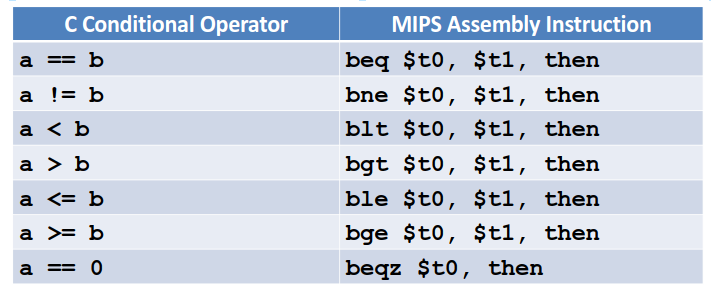 C Conditional Operator MIPS Assembly Instruction
a == b beq $t0, $t1, then
a != b bne $t0, $t1, then
a < b blt $t0, $t1, then
a > b bgt $t0, $t1, then
a <= b ble $t0, $t1, then
a >= b bge $t0, $t1, then
a == 0 beqz $t0, then